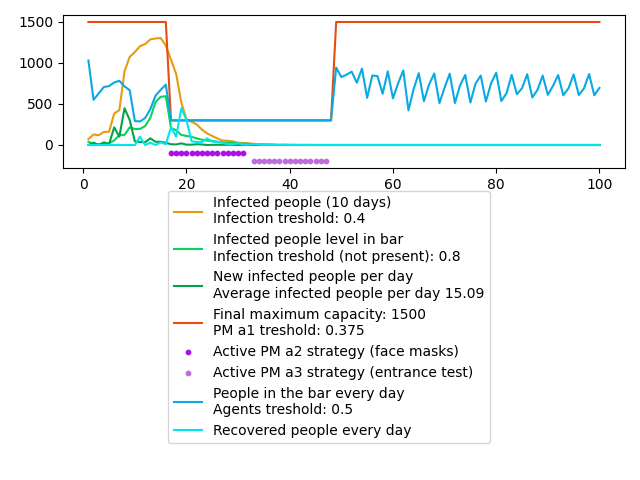 1500
1000
500
0
0 20 40 60 80 100
Infected people (10 days)
Infection treshold: 0.4
Infected people level in bar
Infection treshold (not present): 0.8
New infected people per day
Average infected people per day 15.09
Final maximum capacity: 1500
PM a1 treshold: 0.375
Active PM a2 strategy (face masks)
Active PM a3 strategy (entrance test)
People in the bar every day
Agents treshold: 0.5
Recovered people every day